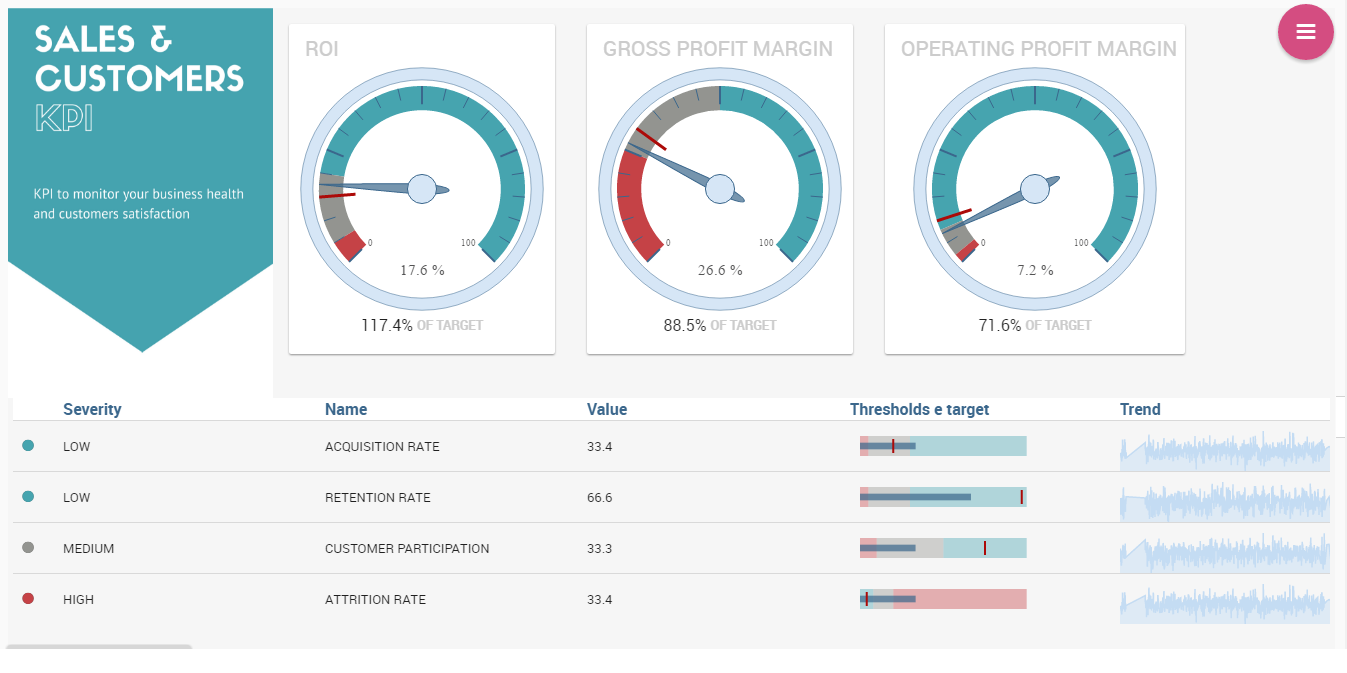 SALES &
CUSTOMERS
KPI
KPI to monitor your business health
and customers satisfaction
ROI
0
100
17.6 %
117.4% OF TARGET
GROSS PROFIT MARGIN
0
100
26.6 %
88.5% OF TARGET
OPERATING PROFIT MARGIN
0
100
7.2 %
71.6% OF TARGET
Severity Name Value Thresholds e target Trend
LOW ACQUISITION RATE 33.4
LOW RETENTION RATE 66.6
MEDIUM CUSTOMER PARTICIPATION 33.3
HIGH ATTRITION RATE 33.4